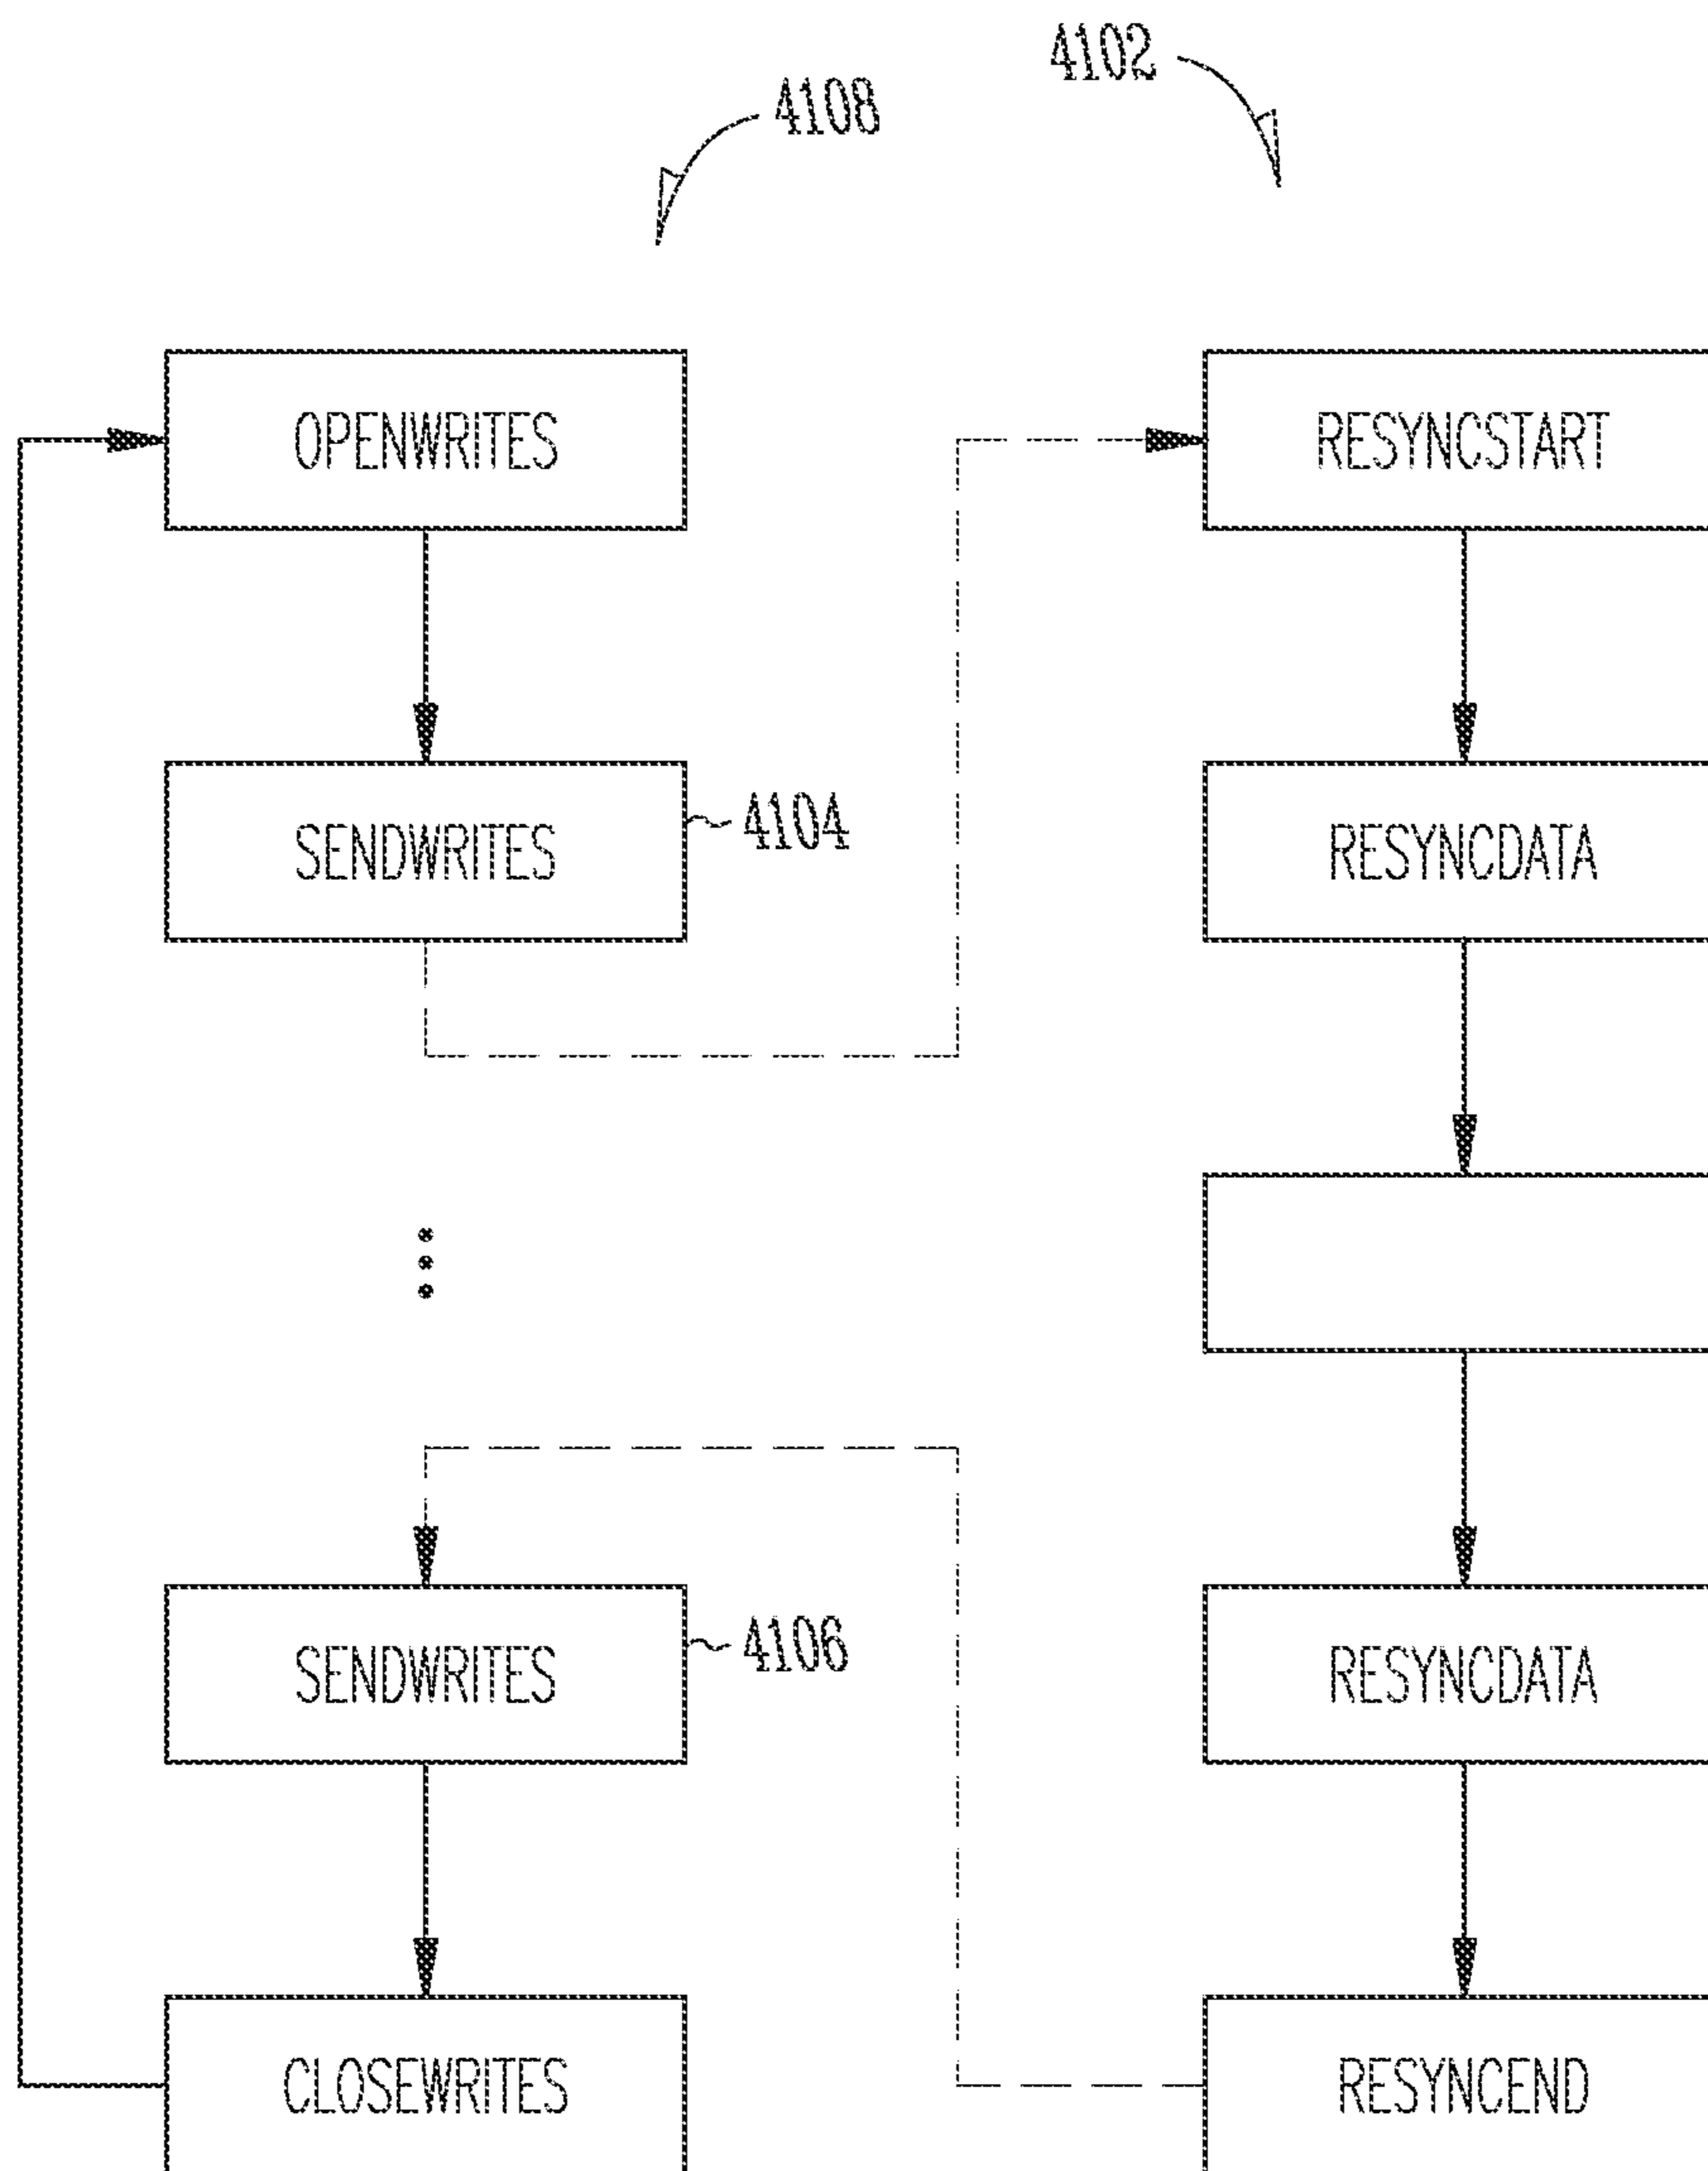 4102
4108
OPENWRITES
RESYNCSTART
SENDWRITES
4104
RESYNCDATA
SENDWRITES
4106
RESYNCDATA
CLOSEWRITES
RESYNCEND